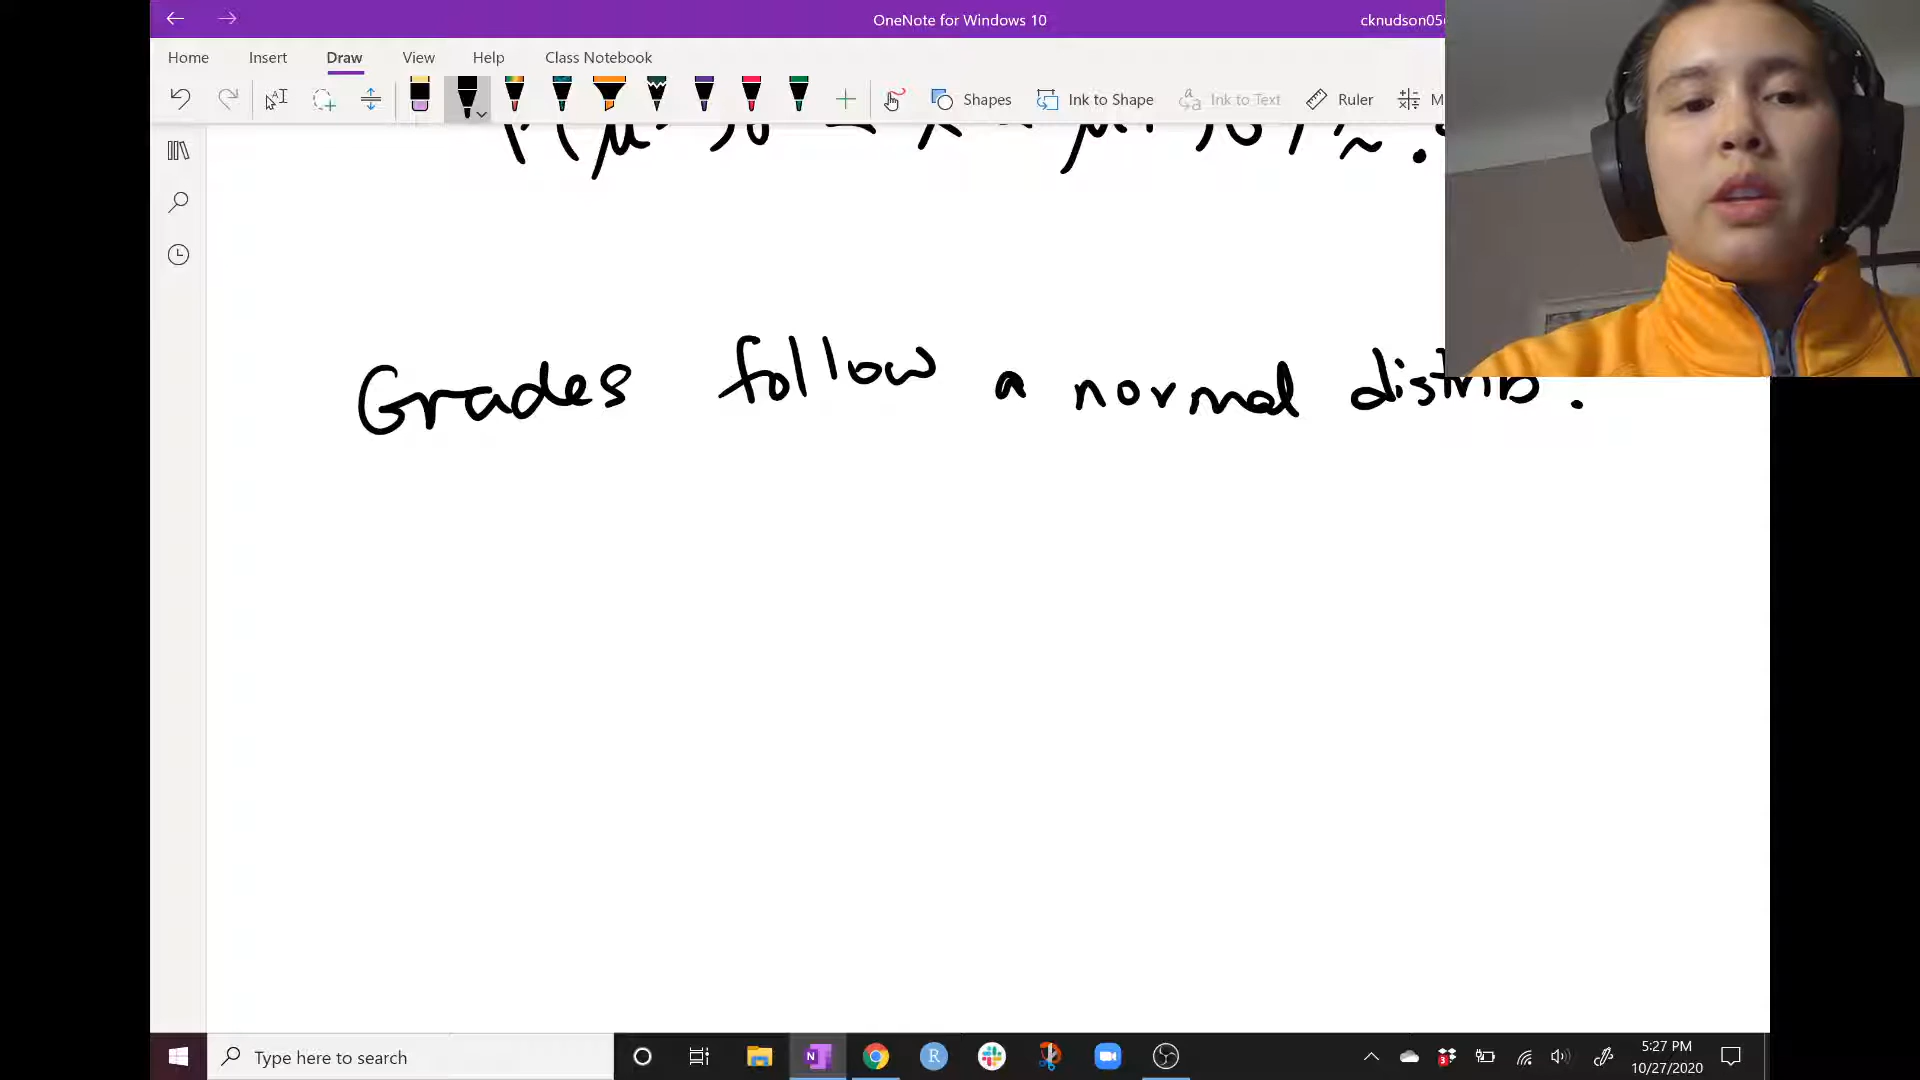 OneNote for Windows 10
cknudson05
Home Insert Draw View Help Class Notebook
Shapes Ink to Shape Ink to Text Ruler M
Grades follow a normal distrib.
Type here to search
5:27 PM
10/27/2020